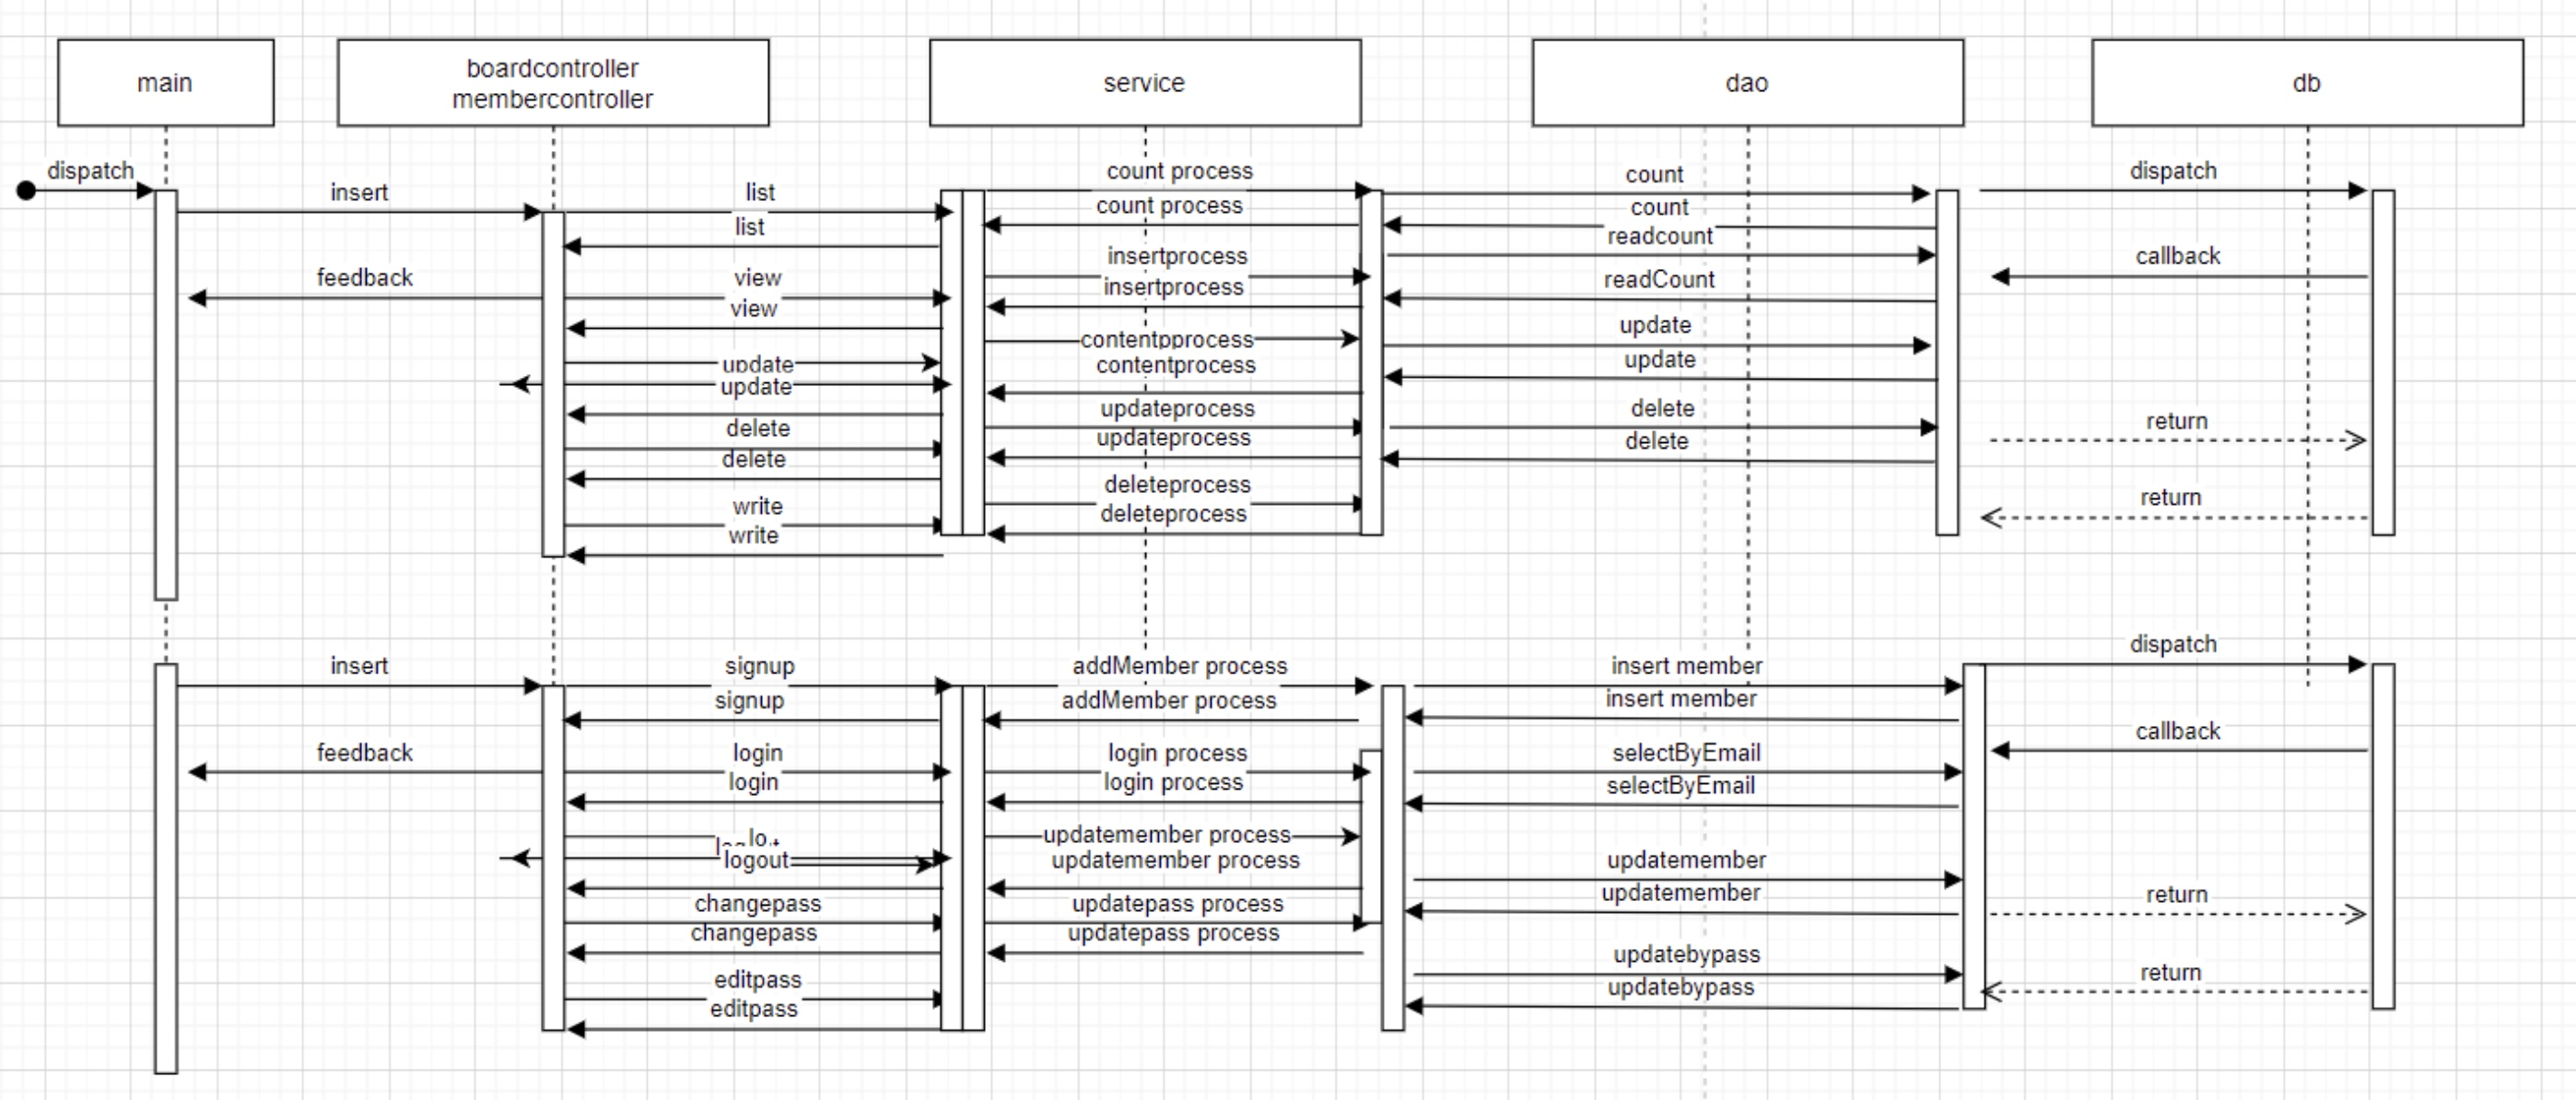 main
boardcontroller
membercontroller
service
dao
db
dispatch
insert
list
count process
count
dispatch
list
count process
count
readcount
feedback
view
insertprocess
readCount
callback
view
insertprocess
update
contentpprocess
update
update
contentprocess
update
delete
updateprocess
delete
return
delete
updateprocess
delete
write
deleteprocess
return
write
deleteprocess
insert
signup
addMember process
insert member
dispatch
signup
addMember process
insert member
feedback
login
login process
selectByEmail
callback
login
login process
selectByEmail
updatemember process
logout
updatemember process
updatemember
changepass
updatepass process
updatemember
return
changepass
updatepass process
updatebypass
editpass
updatebypass
return
editpass